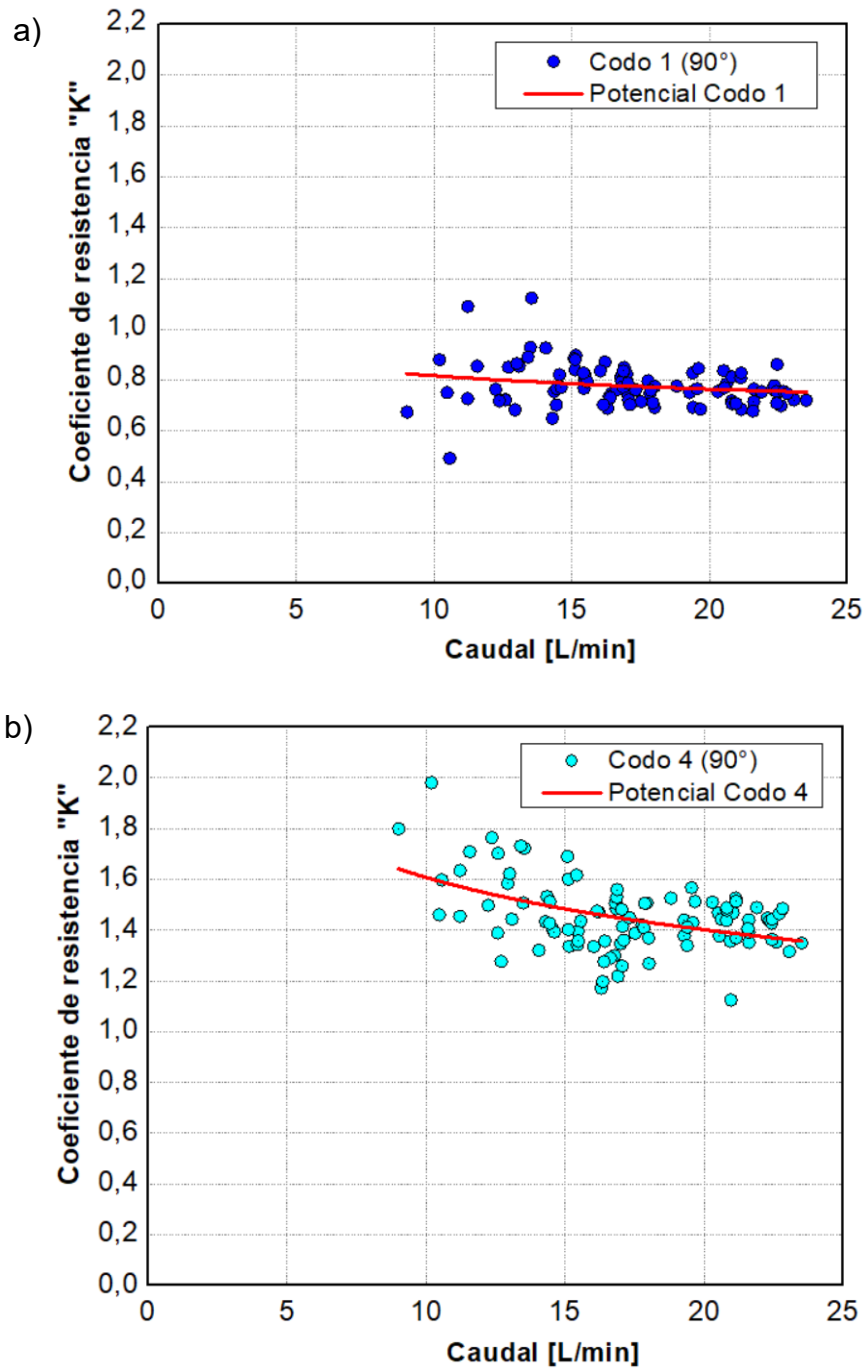 a)
Coeficiente de resistencia "K"
2,2
2,0
1,8
1,6
1,4
1,2
1,0
0,8
0,6
0,4
0,2
0,0
Codo 1 (90°)
Potencial Codo 1
0 5 10 15 20 25
Caudal [L/min]
b)
Coeficiente de resistencia "K"
2,2
2,0
1,8
1,6
1,4
1,2
1,0
0,8
0,6
0,4
0,2
0,0
Codo 4 (90°)
Potencial Codo 4
0 5 10 15 20 25
Caudal [L/min]